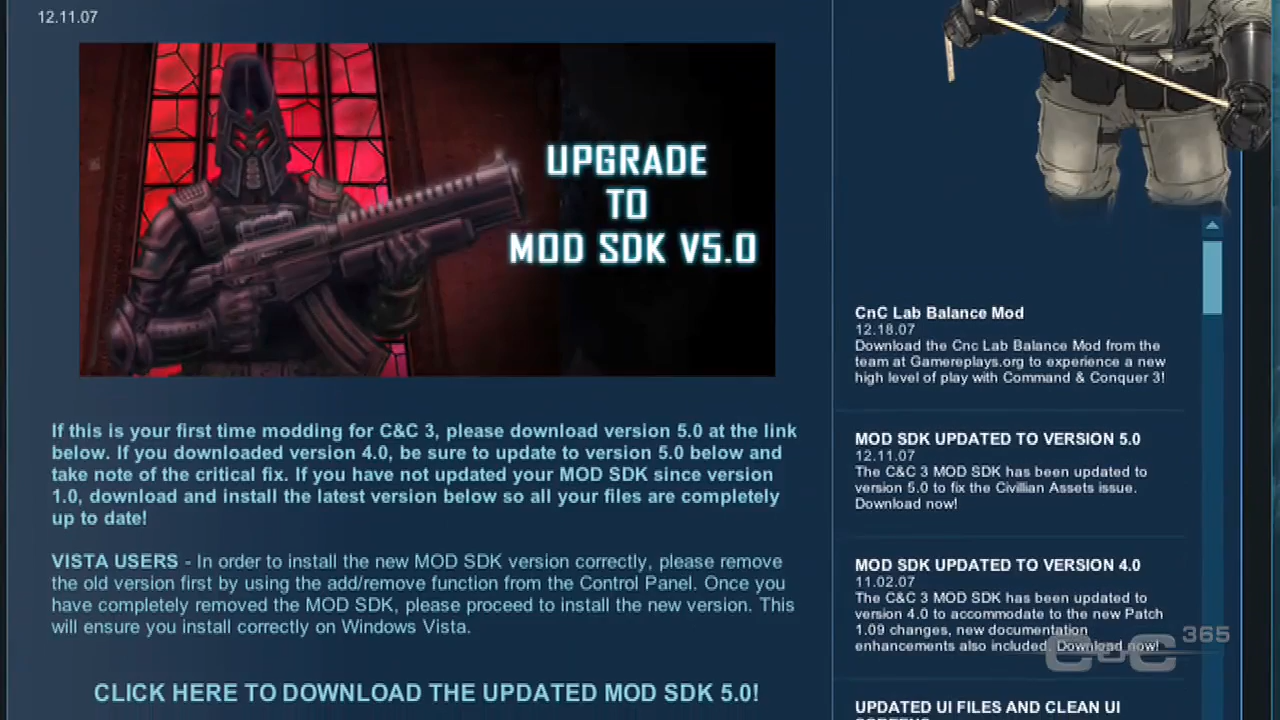 12.11.07
UPGRADE
TO
MOD SDK V5.0
If this is your first time modding for C&C 3, please download version 5.0 at the link
below. If you downloaded version 4.0, be sure to update to version 5.0 below and
take note of the critical fix. If you have not updated your MOD SDK since version
1.0, download and install the latest version below so all your files are completely
up to date!
VISTA USERS - In order to install the new MOD SDK version correctly, please remove
the old version first by using the add/remove function from the Control Panel. Once you
have completely removed the MOD SDK, please proceed to install the new version. This
will ensure you install correctly on Windows Vista.
CLICK HERE TO DOWNLOAD THE UPDATED MOD SDK 5.0!
CnC Lab Balance Mod
12.18.07
Download the Cnc Lab Balance Mod from the
team at Gamereplays.org to experience a new
high level of play with Command & Conquer 3!
MOD SDK UPDATED TO VERSION 5.0
12.11.07
The C&C 3 MOD SDK has been updated to
version 5.0 to fix the Civillian Assets issue.
Download now!
MOD SDK UPDATED TO VERSION 4.0
11.02.07
The C&C 3 MOD SDK has been updated to
version 4.0 to accommodate to the new Patch
1.09 changes, new documentation
enhancements also included. Download now!
C&C 365
UPDATED UI FILES AND CLEAN UI
SCREENS